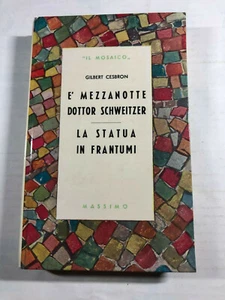 "IL MOSAICO„
GILBERT CESBRON
E' MEZZANOTTE
DOTTOR SCHWEITZER
LA STATUA
IN FRANTUMI
MASSIMO